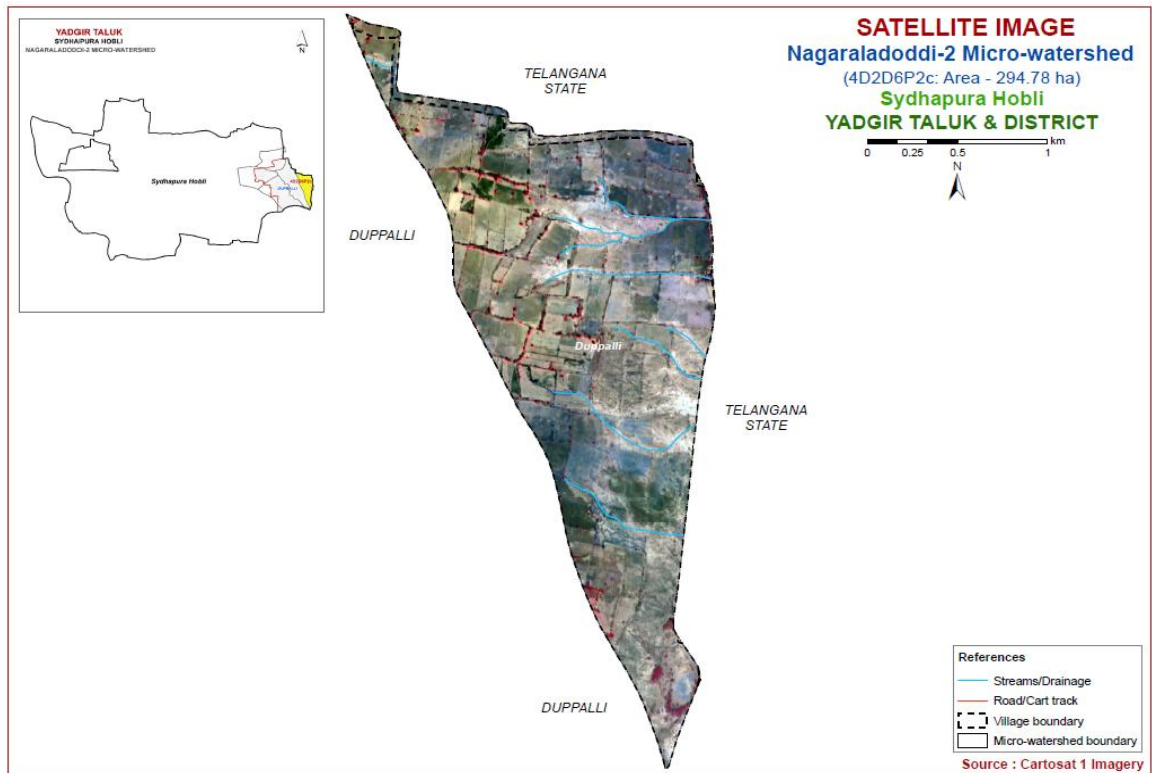 YADGIR TALUK
SYDHAPURA HOBLI
NAGARALADODDI-2 MICRO-WATERSHED
N
Sydhapura Hobli
DUPPALLI
SATELLITE IMAGE
Nagaraladoddi-2 Micro-watershed
(4D2D6P2c: Area - 294.78 ha)
Sydhapura Hobli
YADGIR TALUK & DISTRICT
km
0 0.25 0.5 1
N
TELANGANA
STATE
DUPPALLI
Duppalli
TELANGANA
STATE
DUPPALLI
References
Streams/Drainage
Road/Cart track
Village boundary
Micro-watershed boundary
Source : Cartosat 1 Imagery